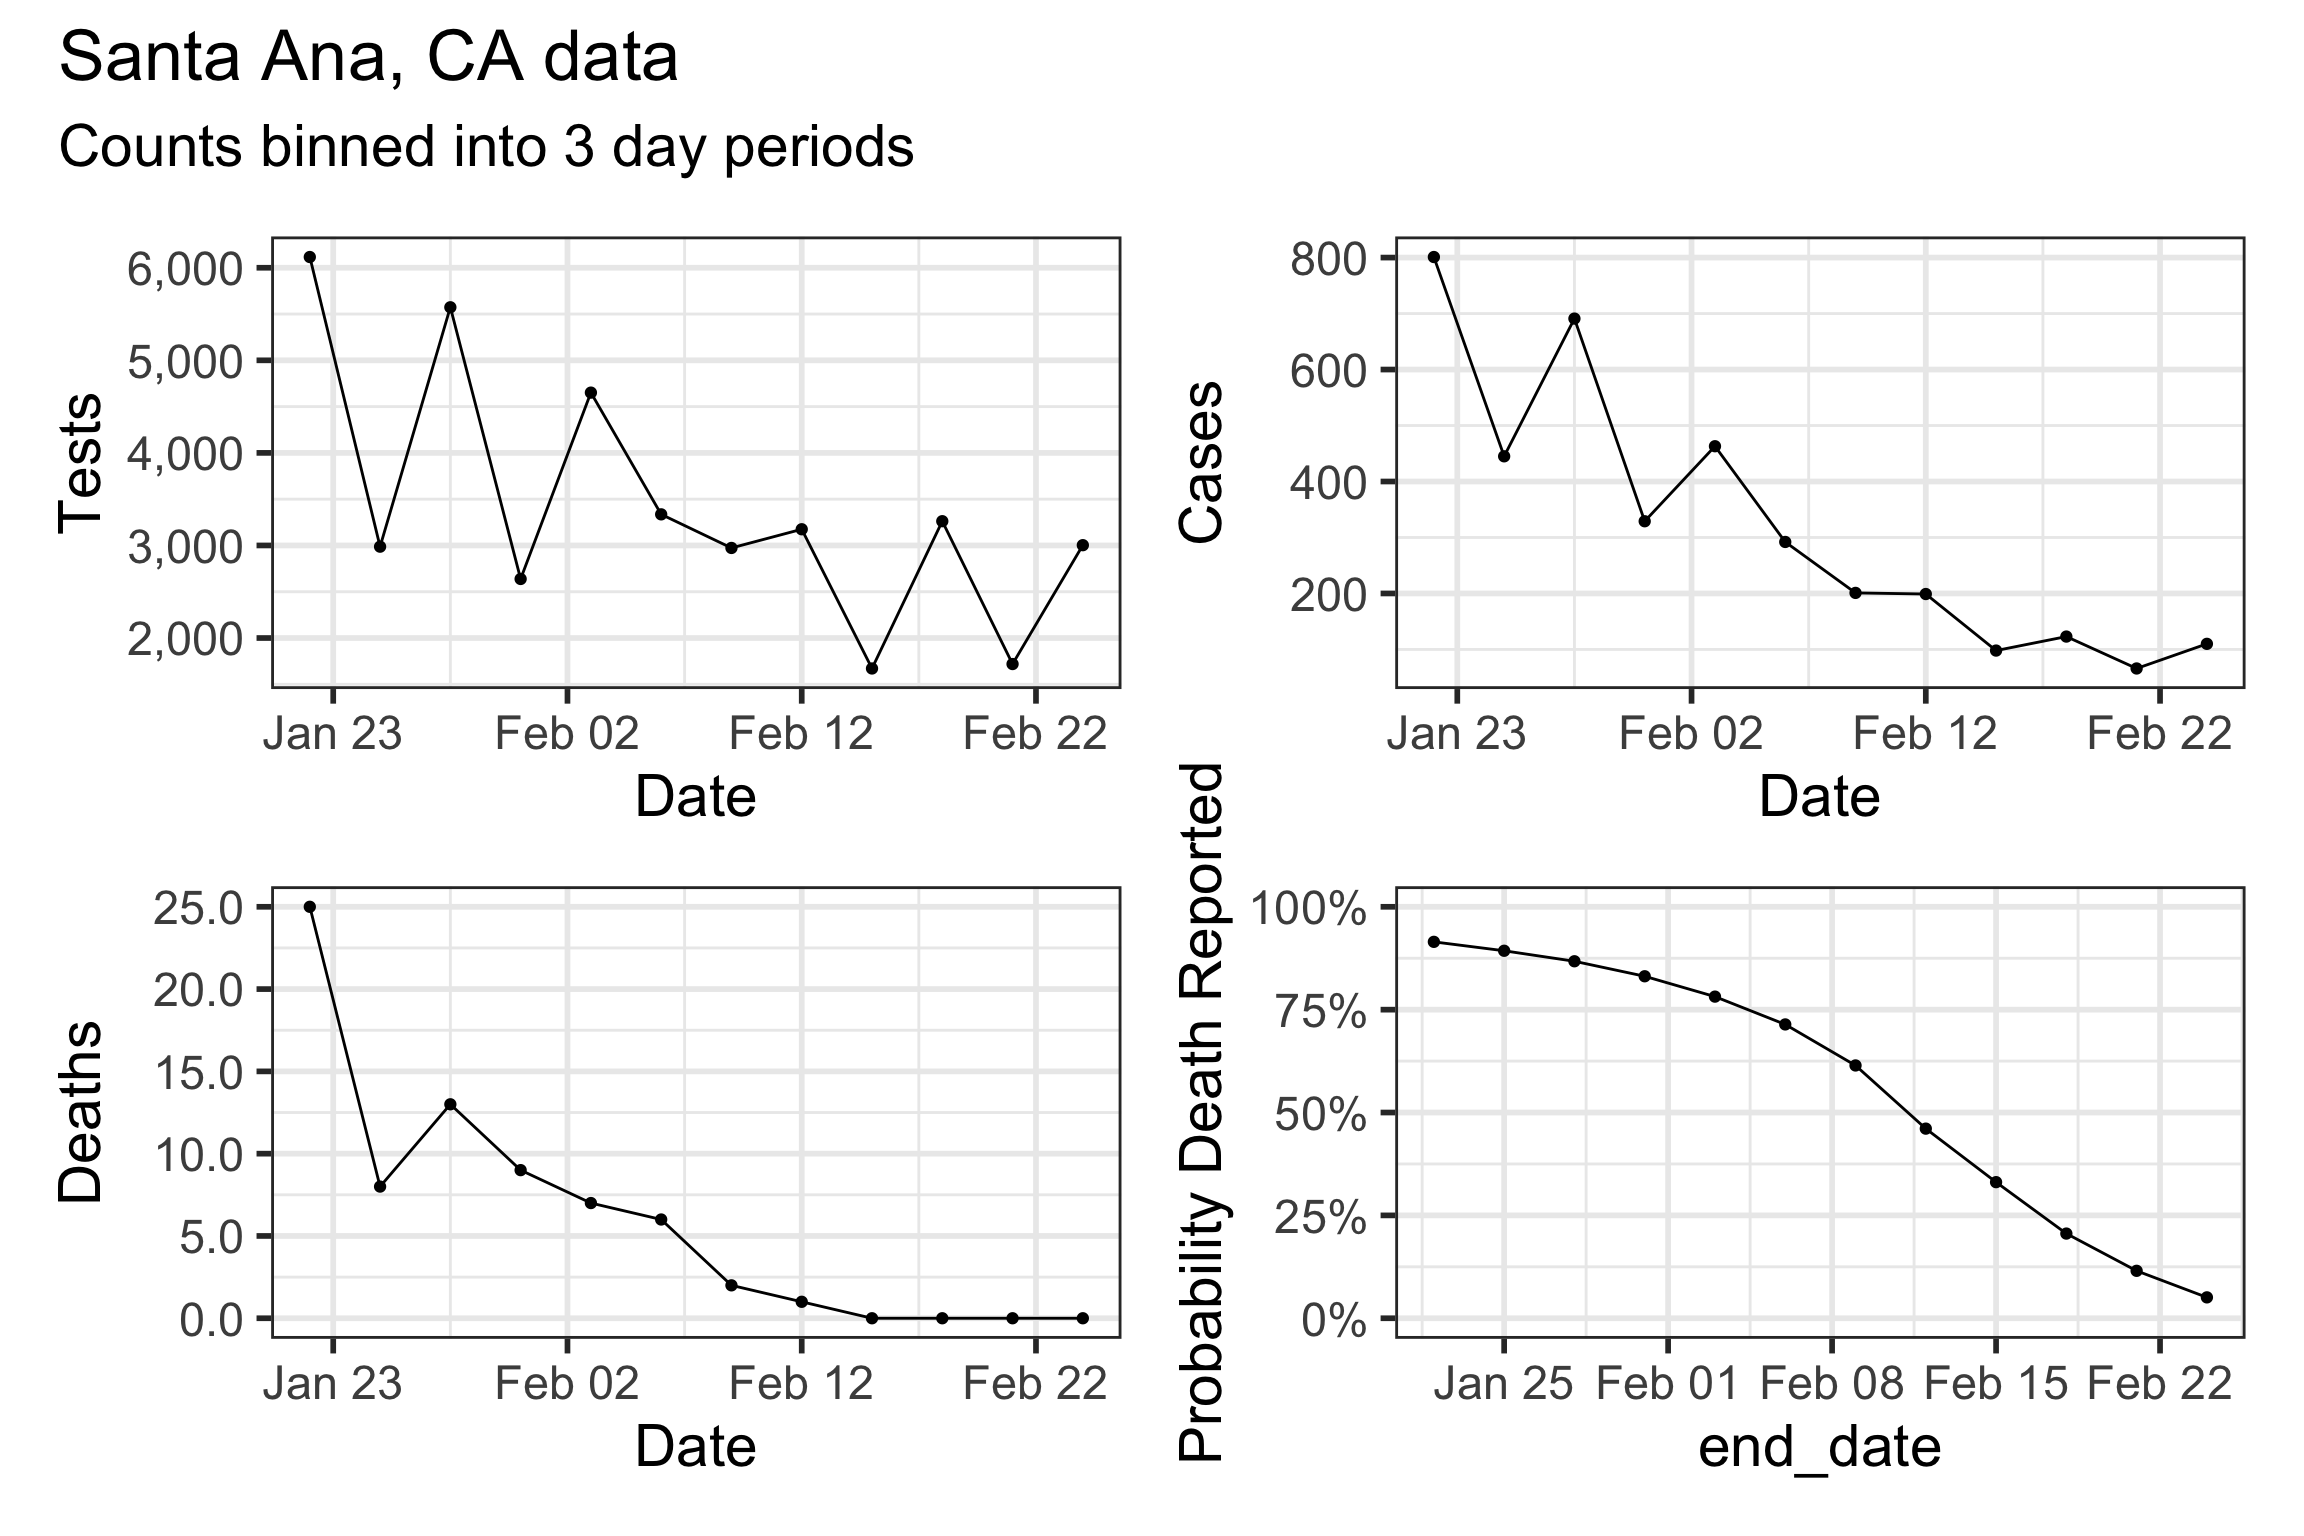 Santa Ana, CA data
Counts binned into 3 day periods
Tests
6,000
5,000
4,000
3,000
2,000
Jan 23 Feb 02 Feb 12 Feb 22
Date
Cases
800
600
400
200
Jan 23 Feb 02 Feb 12 Feb 22
Date
Deaths
25.0
20.0
15.0
10.0
5.0
0.0
Jan 23 Feb 02 Feb 12 Feb 22
Date
Probability Death Reported
100%
75%
50%
25%
0%
Jan 25 Feb 01 Feb 08 Feb 15 Feb 22
end_date